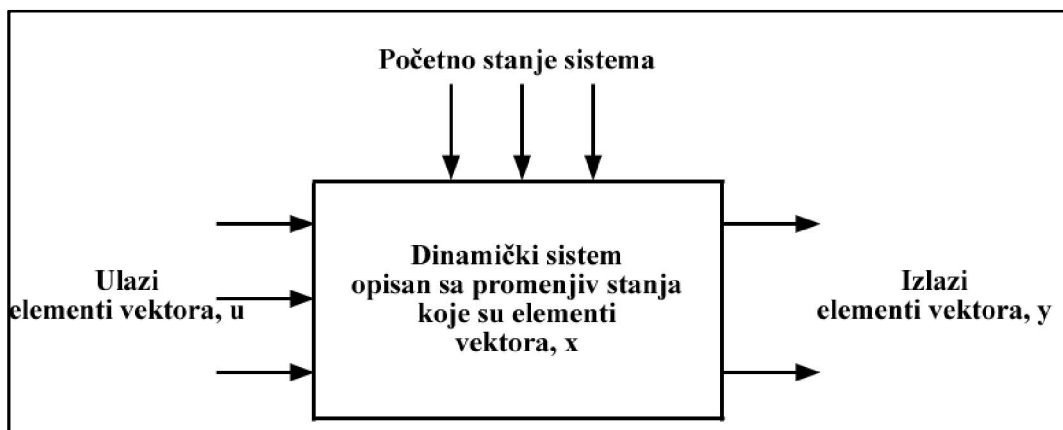 Početno stanje sistema
Dinamički sistem
opisan sa promenjiv stanja
koje su elementi
vektora, x
Ulazi
elementi vektora, u
Izlazi
elementi vektora, y